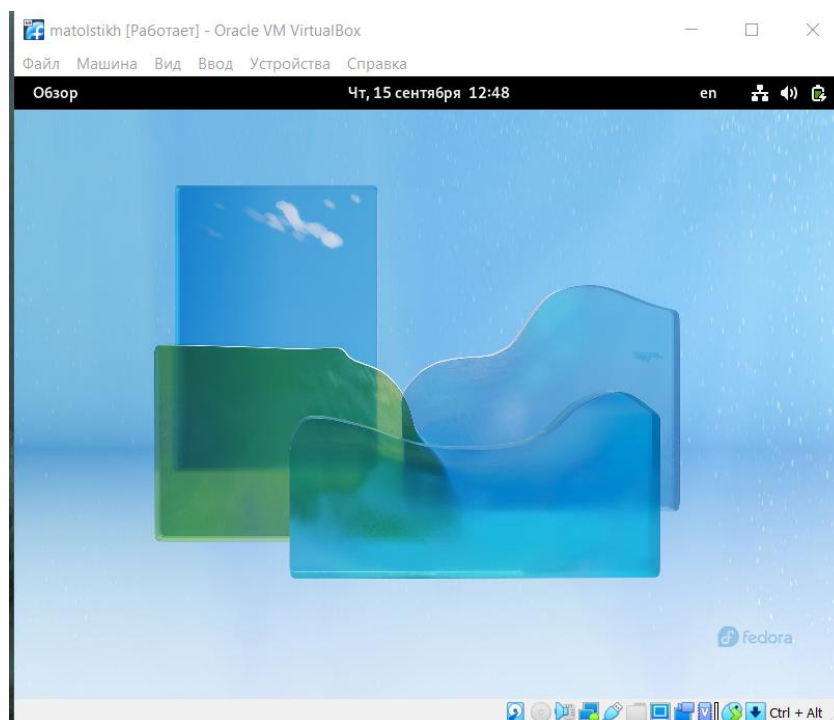 matolstikh [Работает] - Oracle VM VirtualBox
Файл Машина Вид Ввод Устройства Справка
Обзор Чт, 15 сентября 12:48 en
fedora
Ctrl + Alt